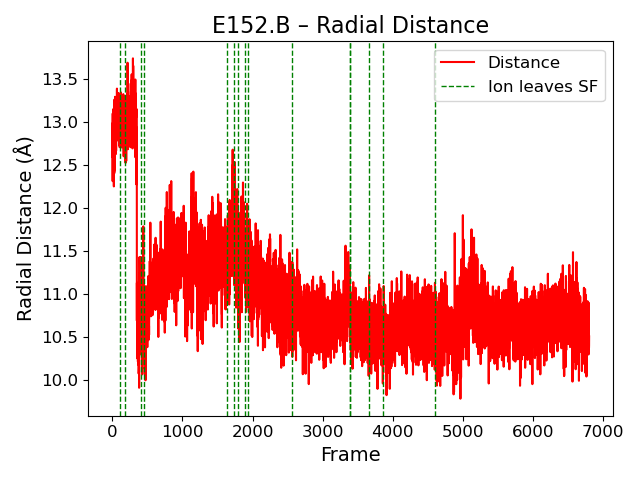 E152.B – Radial Distance
Distance
Ion leaves SF
Radial Distance (Å)
13.5
13.0
12.5
12.0
11.5
11.0
10.5
10.0
0 1000 2000 3000 4000 5000 6000 7000
Frame